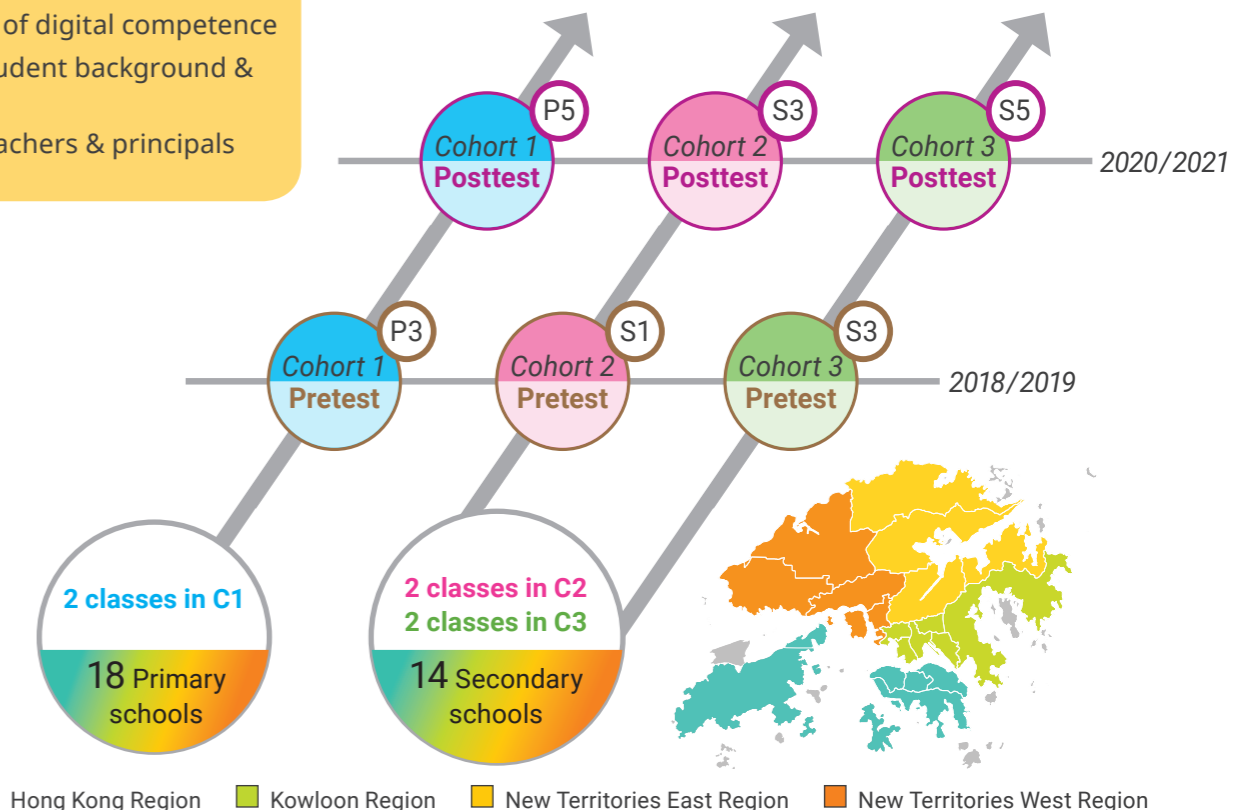 of digital competence
udent background &
achers & principals
P5
S3
S5
Cohort 1
Posttest
Cohort 2
Posttest
Cohort 3
Posttest
2020/2021
P3
S1
S3
Cohort 1
Pretest
Cohort 2
Pretest
Cohort 3
Pretest
2018/2019
2 classes in C1
18 Primary
schools
2 classes in C2
2 classes in C3
14 Secondary
schools
Hong Kong Region
Kowloon Region
New Territories East Region
New Territories West Region